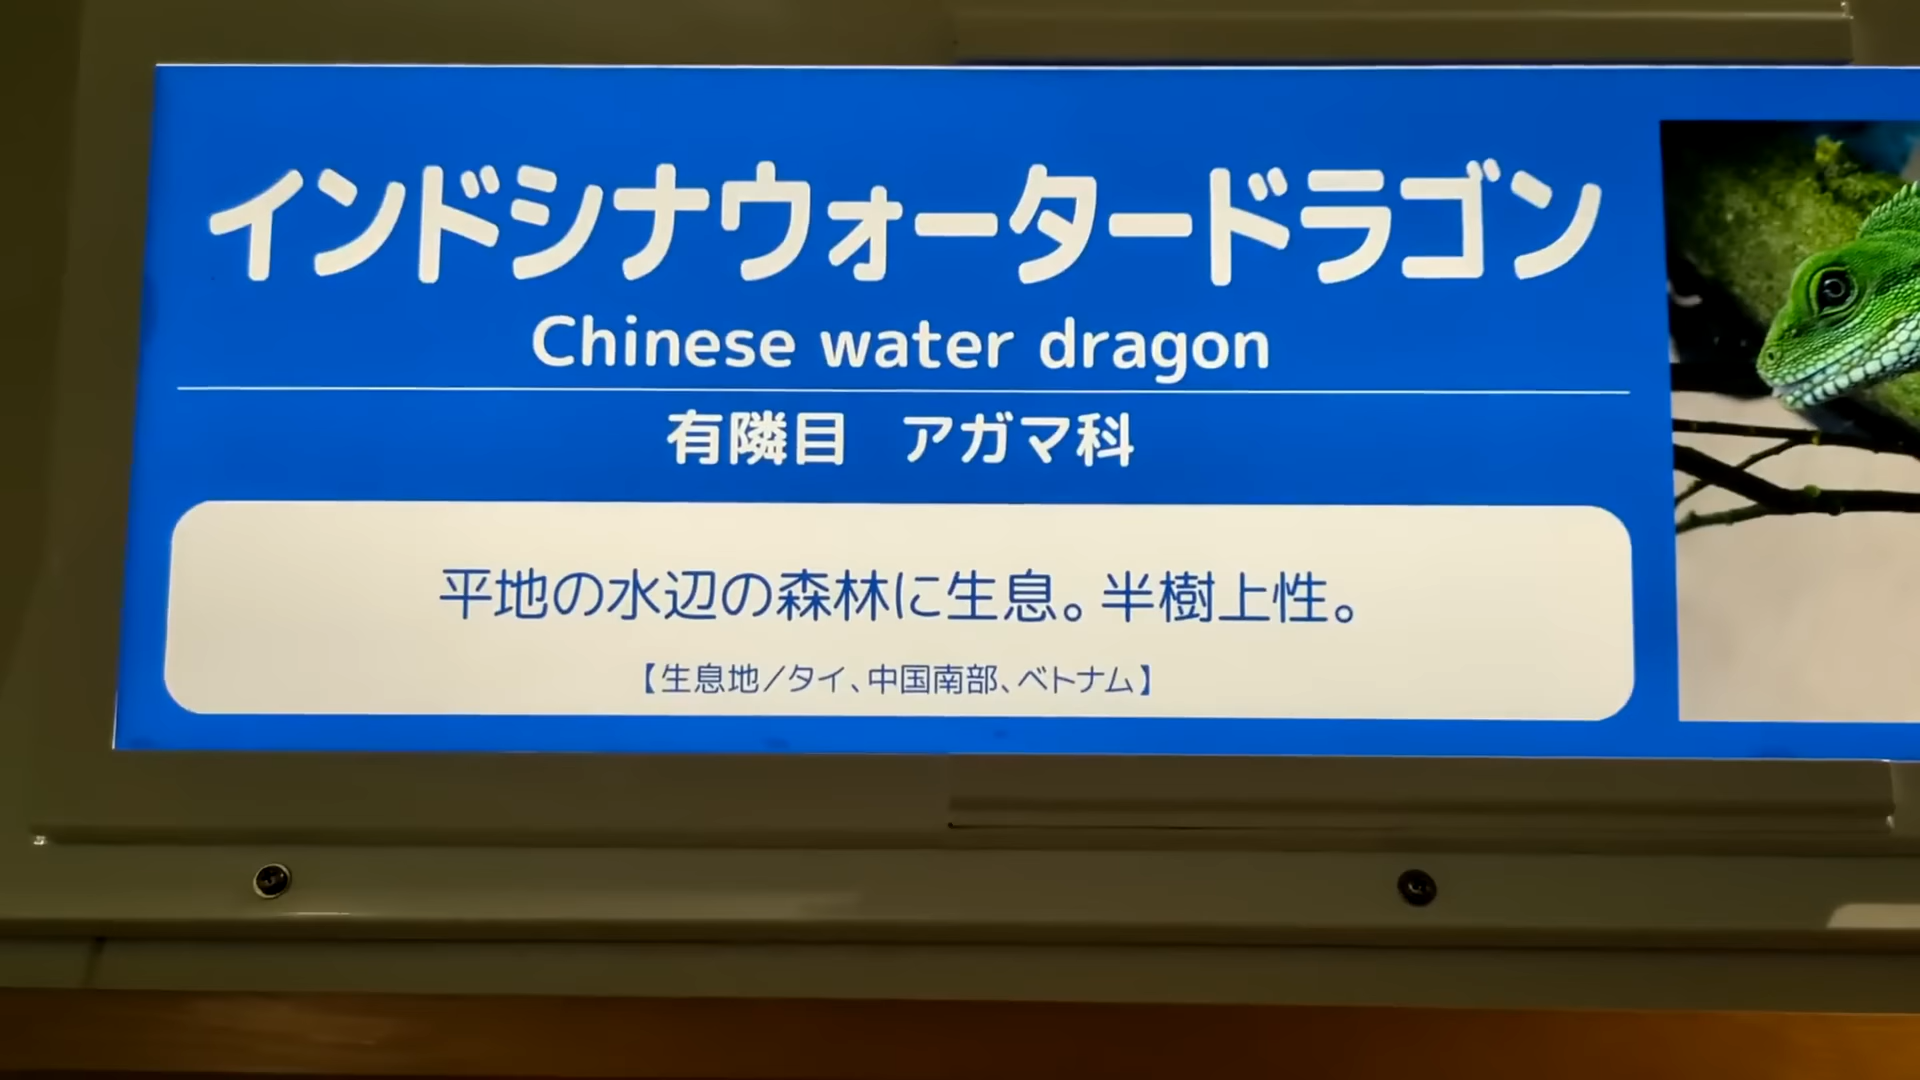 インドシナウォータードラゴン
Chinese water dragon
有隣目 アガマ科
平地の水辺の森林に生息。半樹上性。
【生息地/タイ、中国南部、ベトナム】